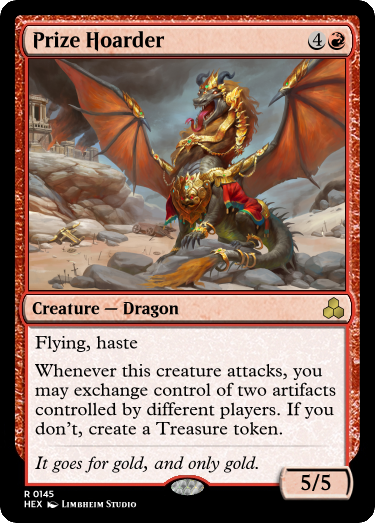 Prize Hoarder 4
Creature — Dragon
Flying, haste
Whenever this creature attacks, you
may exchange control of two artifacts
controlled by different players. If you
don't, create a Treasure token.
It goes for gold, and only gold.
5/5
R 0145
HEX Limbheim Studio